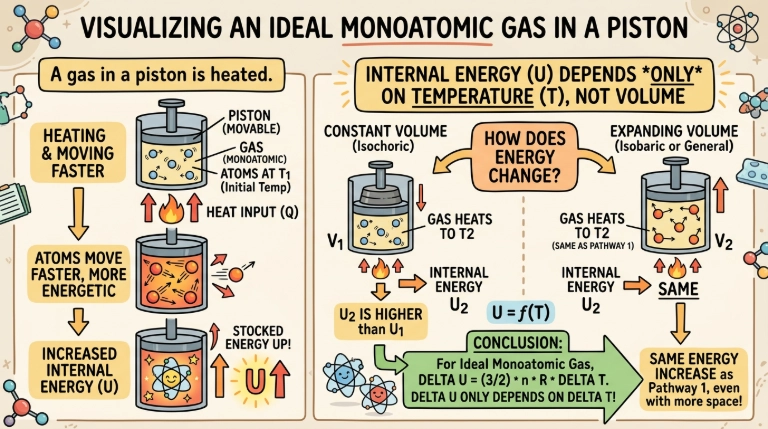 VISUALIZING AN IDEAL MONOATOMIC GAS IN A PISTON
A gas in a piston is heated.
HEATING
& MOVING
FASTER
PISTON
(MOVABLE)
GAS
(MONOATOMIC)
ATOMS AT T₁
(Initial Temp)
HEAT INPUT (Q)
ATOMS MOVE
FASTER, MORE
ENERGETIC
INCREASED
INTERNAL
ENERGY (U)
STOCKED
ENERGY UP!
U
INTERNAL ENERGY (U) DEPENDS *ONLY*
ON TEMPERATURE (T), NOT VOLUME
CONSTANT VOLUME
(Isochoric)
HOW DOES
ENERGY
CHANGE?
EXPANDING VOLUME
(Isobaric or General)
V₁
GAS HEATS
TO T2
INTERNAL
ENERGY
U₂
U₂ IS HIGHER
than U₁
GAS HEATS
TO T2
(SAME AS PATHWAY 1)
V₂
INTERNAL
ENERGY
U₂
SAME
U = f(T)
CONCLUSION:
For Ideal Monoatomic Gas,
DELTA U = (3/2) * n * R * DELTA T.
DELTA U ONLY DEPENDS ON DELTA T!
SAME ENERGY
INCREASE as
Pathway 1, even
with more space!